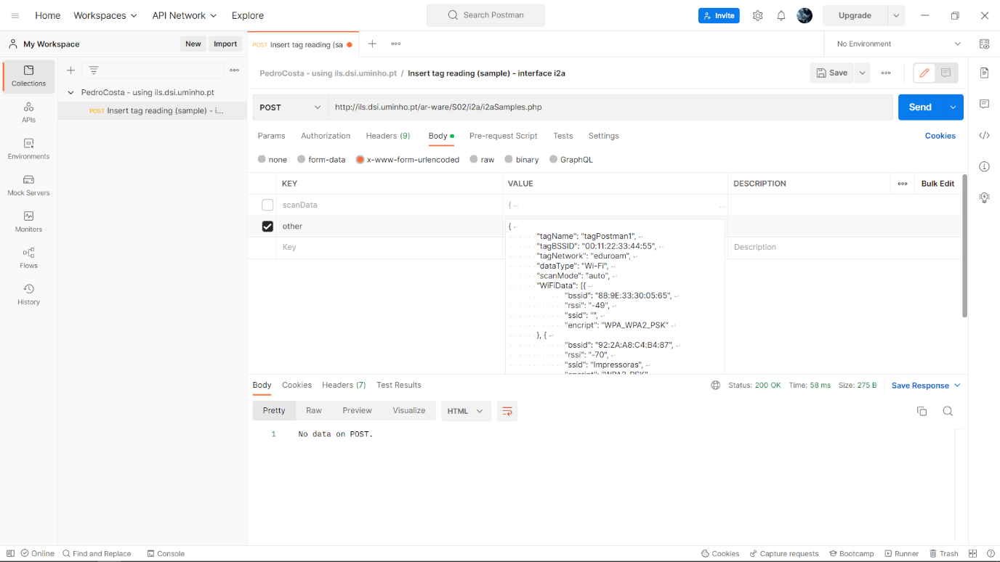 Home Workspaces API Network Explore Search Postman Invite Upgrade
My Workspace New Import POST Insert tag reading (sa No Environment
Collections
APIs
Environments
Mock Servers
Monitors
Flows
History
PedroCosta - using ils.dsi.uminho.pt
POST Insert tag reading (sample) - i...
PedroCosta - using ils.dsi.uminho.pt / Insert tag reading (sample) - interface i2a Save
POST http://ils.dsi.uminho.pt/ar-ware/S02/i2a/i2aSamples.php Send
Params Authorization Headers (9) Body Pre-request Script Tests Settings Cookies
none form-data x-www-form-urlencoded raw binary GraphQL
KEY VALUE DESCRIPTION Bulk Edit
scanData { ...
other {
"tagName": "tagPostman1",
"tagBSSID": "00:11:22:33:44:55",
"tagNetwork": "eduroam",
"dataType": "Wi-Fi",
"scanMode": "auto",
"WiFiData": [{
"bssid": "88:9E:33:30:05:65",
"rssi": "-49",
"ssid": "",
"encript": "WPA_WPA2_PSK"
}, {
"bssid": "92:2A:A8:C4:B4:87",
"rssi": "-70",
"ssid": "Impressoras",
"encript": "WPA2_PSK"
Key Description
Body Cookies Headers (7) Test Results Status: 200 OK Time: 58 ms Size: 275 B Save Response
Pretty Raw Preview Visualize HTML
1 No data on POST.
Online Find and Replace Console Cookies Capture requests Bootcamp Runner Trash